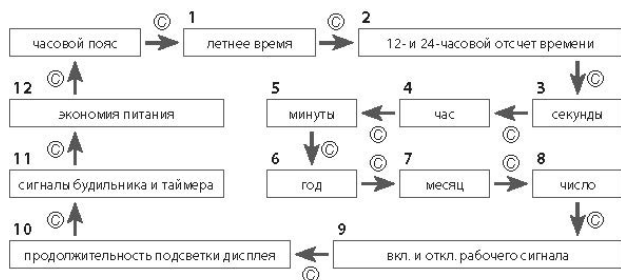 часовой пояс
Ⓒ
1
летнее время
Ⓒ
2
12- и 24-часовой отсчет времени
Ⓒ
3
секунды
Ⓒ
4
час
Ⓒ
5
минуты
Ⓒ
6
год
Ⓒ
7
месяц
Ⓒ
8
число
Ⓒ
9
вкл. и откл. рабочего сигнала
Ⓒ
10
продолжительность подсветки дисплея
Ⓒ
11
сигналы будильника и таймера
Ⓒ
12
экономия питания
Ⓒ